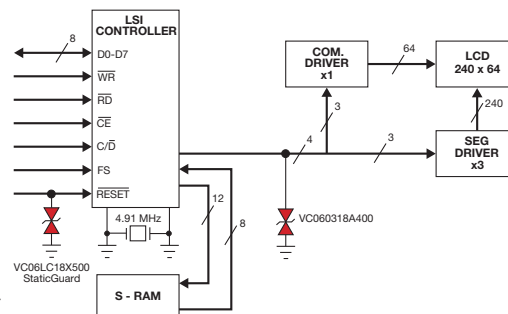 LSI
CONTROLLER
8
D0-D7
WR
RD
CE
C/D
FS
RESET
4.91 MHz
VC06LC18X500
StaticGuard
S - RAM
12
8
4
3
3
COM.
DRIVER
x1
64
LCD
240 x 64
240
SEG
DRIVER
x3
VC060318A400